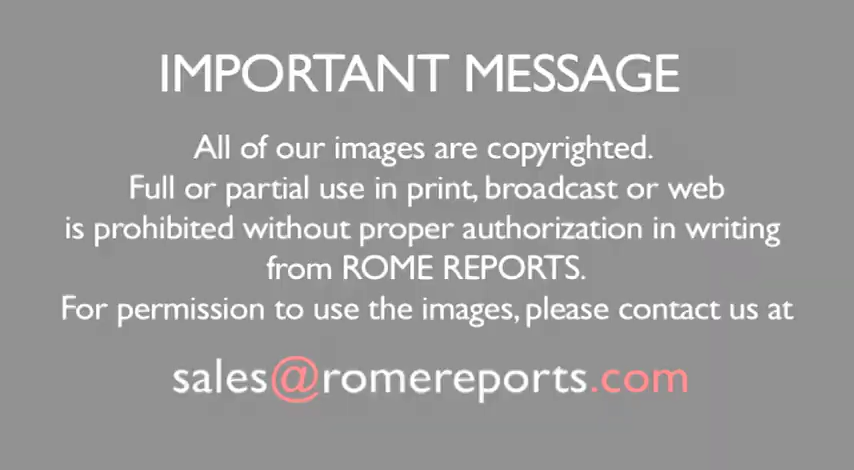 IMPORTANT MESSAGE
All of our images are copyrighted.
Full or partial use in print, broadcast or web
is prohibited without proper authorization in writing
from ROME REPORTS.
For permission to use the images, please contact us at
sales@romereports.com